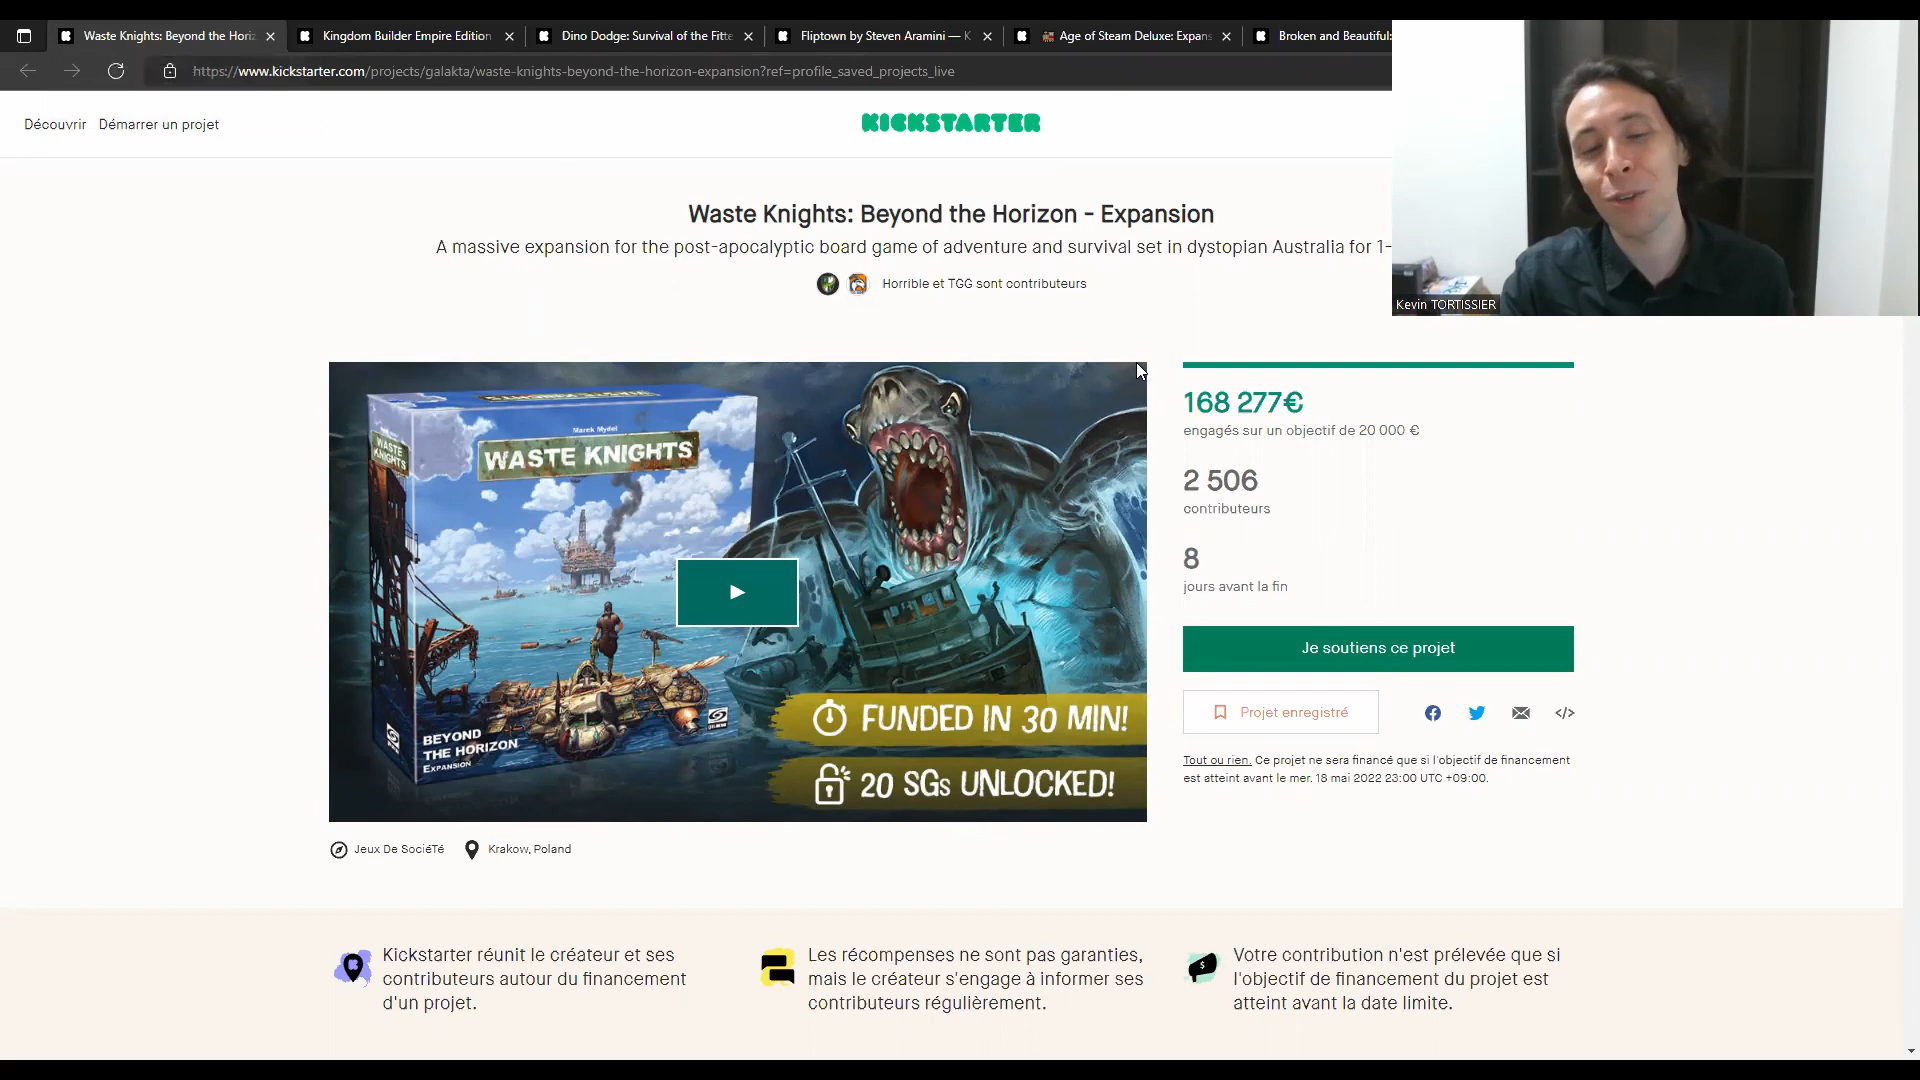 Waste Knights: Beyond the Horiz
Kingdom Builder Empire Edition
Dino Dodge: Survival of the Fitte
Fliptown by Steven Aramini — K
Age of Steam Deluxe: Expans
Broken and Beautiful:
https://www.kickstarter.com/projects/galakta/waste-knights-beyond-the-horizon-expansion?ref=profile_saved_projects_live
Découvrir
Démarrer un projet
KICKSTARTER
Kevin TORTISSIER
Waste Knights: Beyond the Horizon - Expansion
A massive expansion for the post-apocalyptic board game of adventure and survival set in dystopian Australia for 1-
Horrible et TGG sont contributeurs
WASTE KNIGHTS
Marek Mydel
WASTE KNIGHTS
WASTE KNIGHTS
BEYOND
THE HORIZON
EXPANSION
FUNDED IN 30 MIN!
20 SGs UNLOCKED!
168 277€
engagés sur un objectif de 20 000 €
2 506
contributeurs
8
jours avant la fin
Je soutiens ce projet
Projet enregistré
</>
Tout ou rien. Ce projet ne sera financé que si l'objectif de financement
est atteint avant le mer. 18 mai 2022 23:00 UTC +09:00.
Jeux De SociéTé
Krakow, Poland
Kickstarter réunit le créateur et ses
contributeurs autour du financement
d'un projet.
Les récompenses ne sont pas garanties,
mais le créateur s'engage à informer ses
contributeurs régulièrement.
Votre contribution n'est prélevée que si
l'objectif de financement du projet est
atteint avant la date limite.